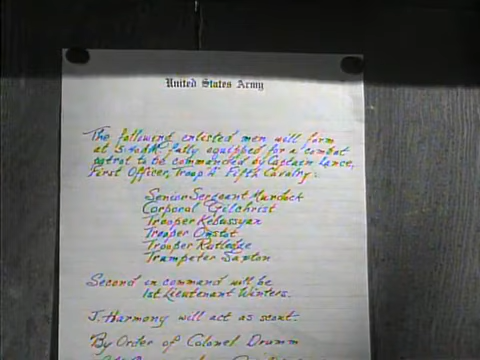 United States Army
The following enlisted men will form
at 5:40 AM fully equipped for a combat
patrol to be commanded by Captain Lance,
First Officer, Troop A Fifth Cavalry:
Senior Sergeant Murdock
Corporal Gilchrist
Trooper Kebussyan
Trooper Onstot
Trooper Rutledge
Trumpeter Saxton
Second in command will be
1st Lieutenant Winters.
J. Harmony will act as scout.
By Order of Colonel Drumm